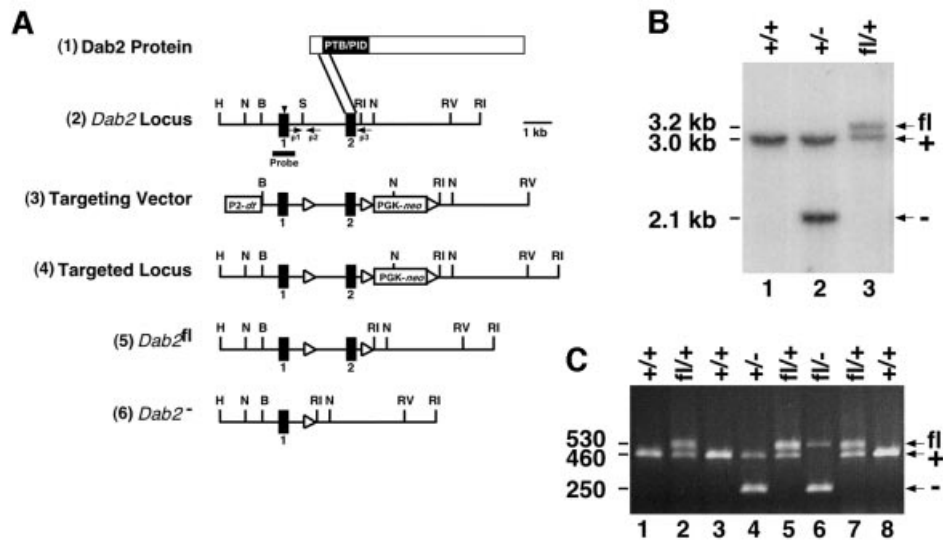 A
(1) Dab2 Protein
PTB/PID
H N B S RI N RV RI
(2) Dab2 Locus
p1 p2 p3
1 2
Probe
1 kb
B N RI N RV
(3) Targeting Vector
P2-dt PGK-neo
1 2
H N B N RI N RV RI
(4) Targeted Locus
PGK-neo
1 2
H N B RI N RV RI
(5) Dab2fl
1 2
H N B RI N RV RI
(6) Dab2-
1
B
+/+ +/- fl/+
3.2 kb fl
3.0 kb +
2.1 kb -
1 2 3
C
+/+ fl/+ +/+ +/- fl/+ fl/- fl/+ +/+
530 fl
460 +
250 -
1 2 3 4 5 6 7 8